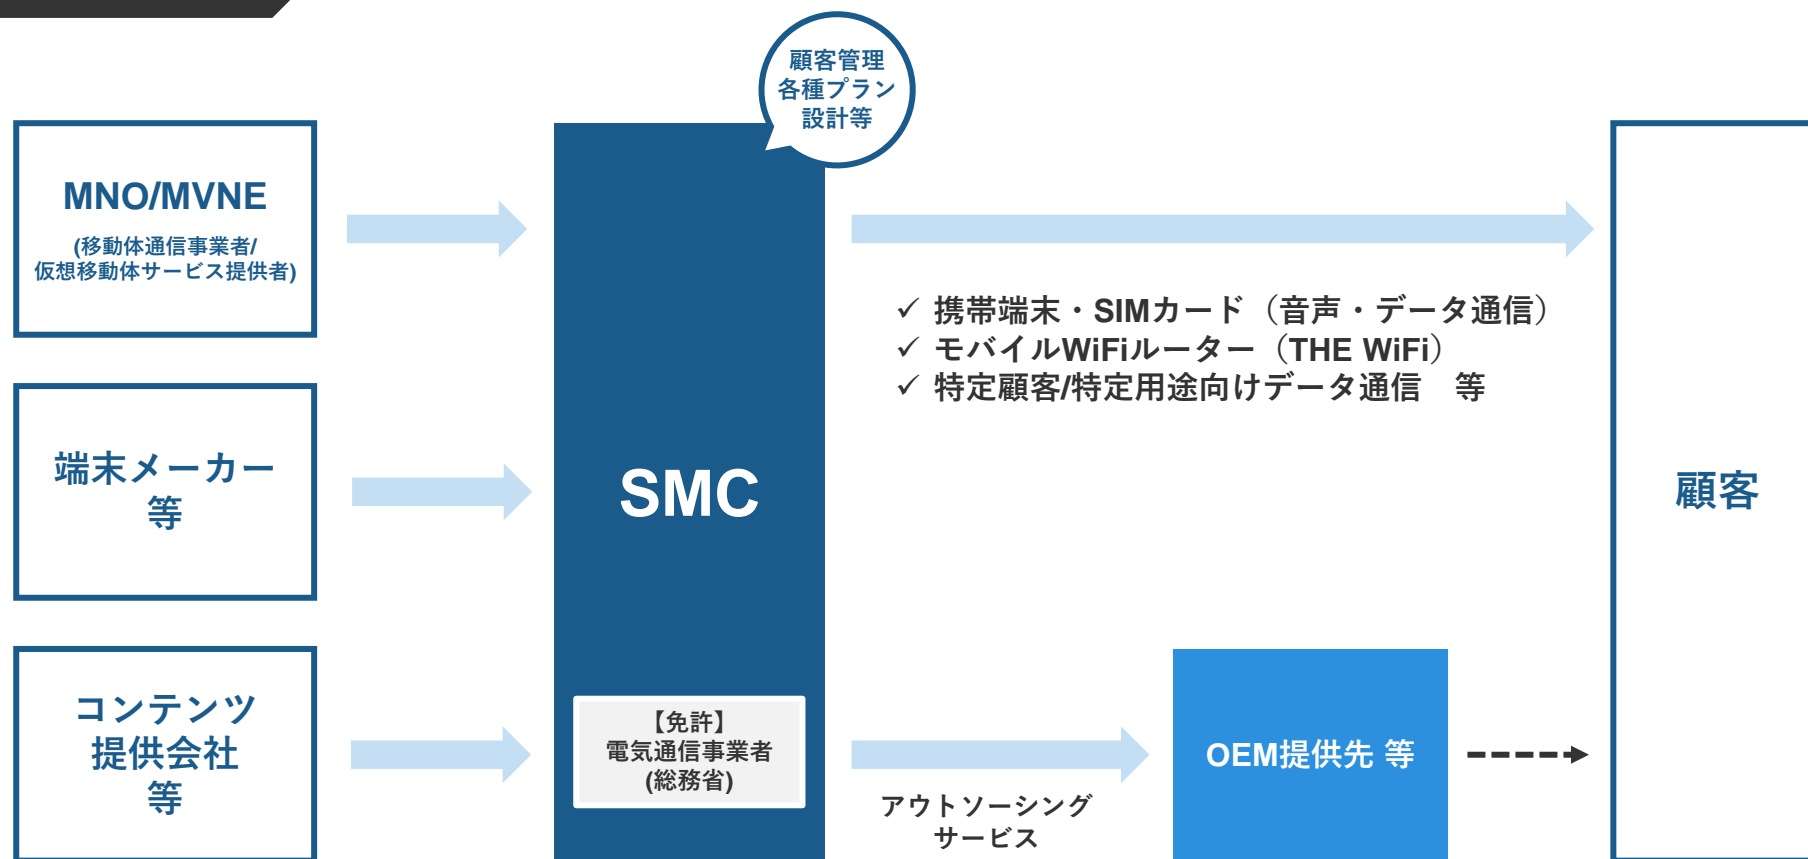 顧客管理
各種プラン
設計等
MNO/MVNE
(移動体通信事業者/
仮想移動体サービス提供者)
✓ 携帯端末・SIMカード（音声・データ通信）
✓ モバイルWiFiルーター（THE WiFi）
✓ 特定顧客/特定用途向けデータ通信　等
端末メーカー
等
SMC
顧客
コンテンツ
提供会社
等
【免許】
電気通信事業者
(総務省)
アウトソーシング
サービス
OEM提供先 等